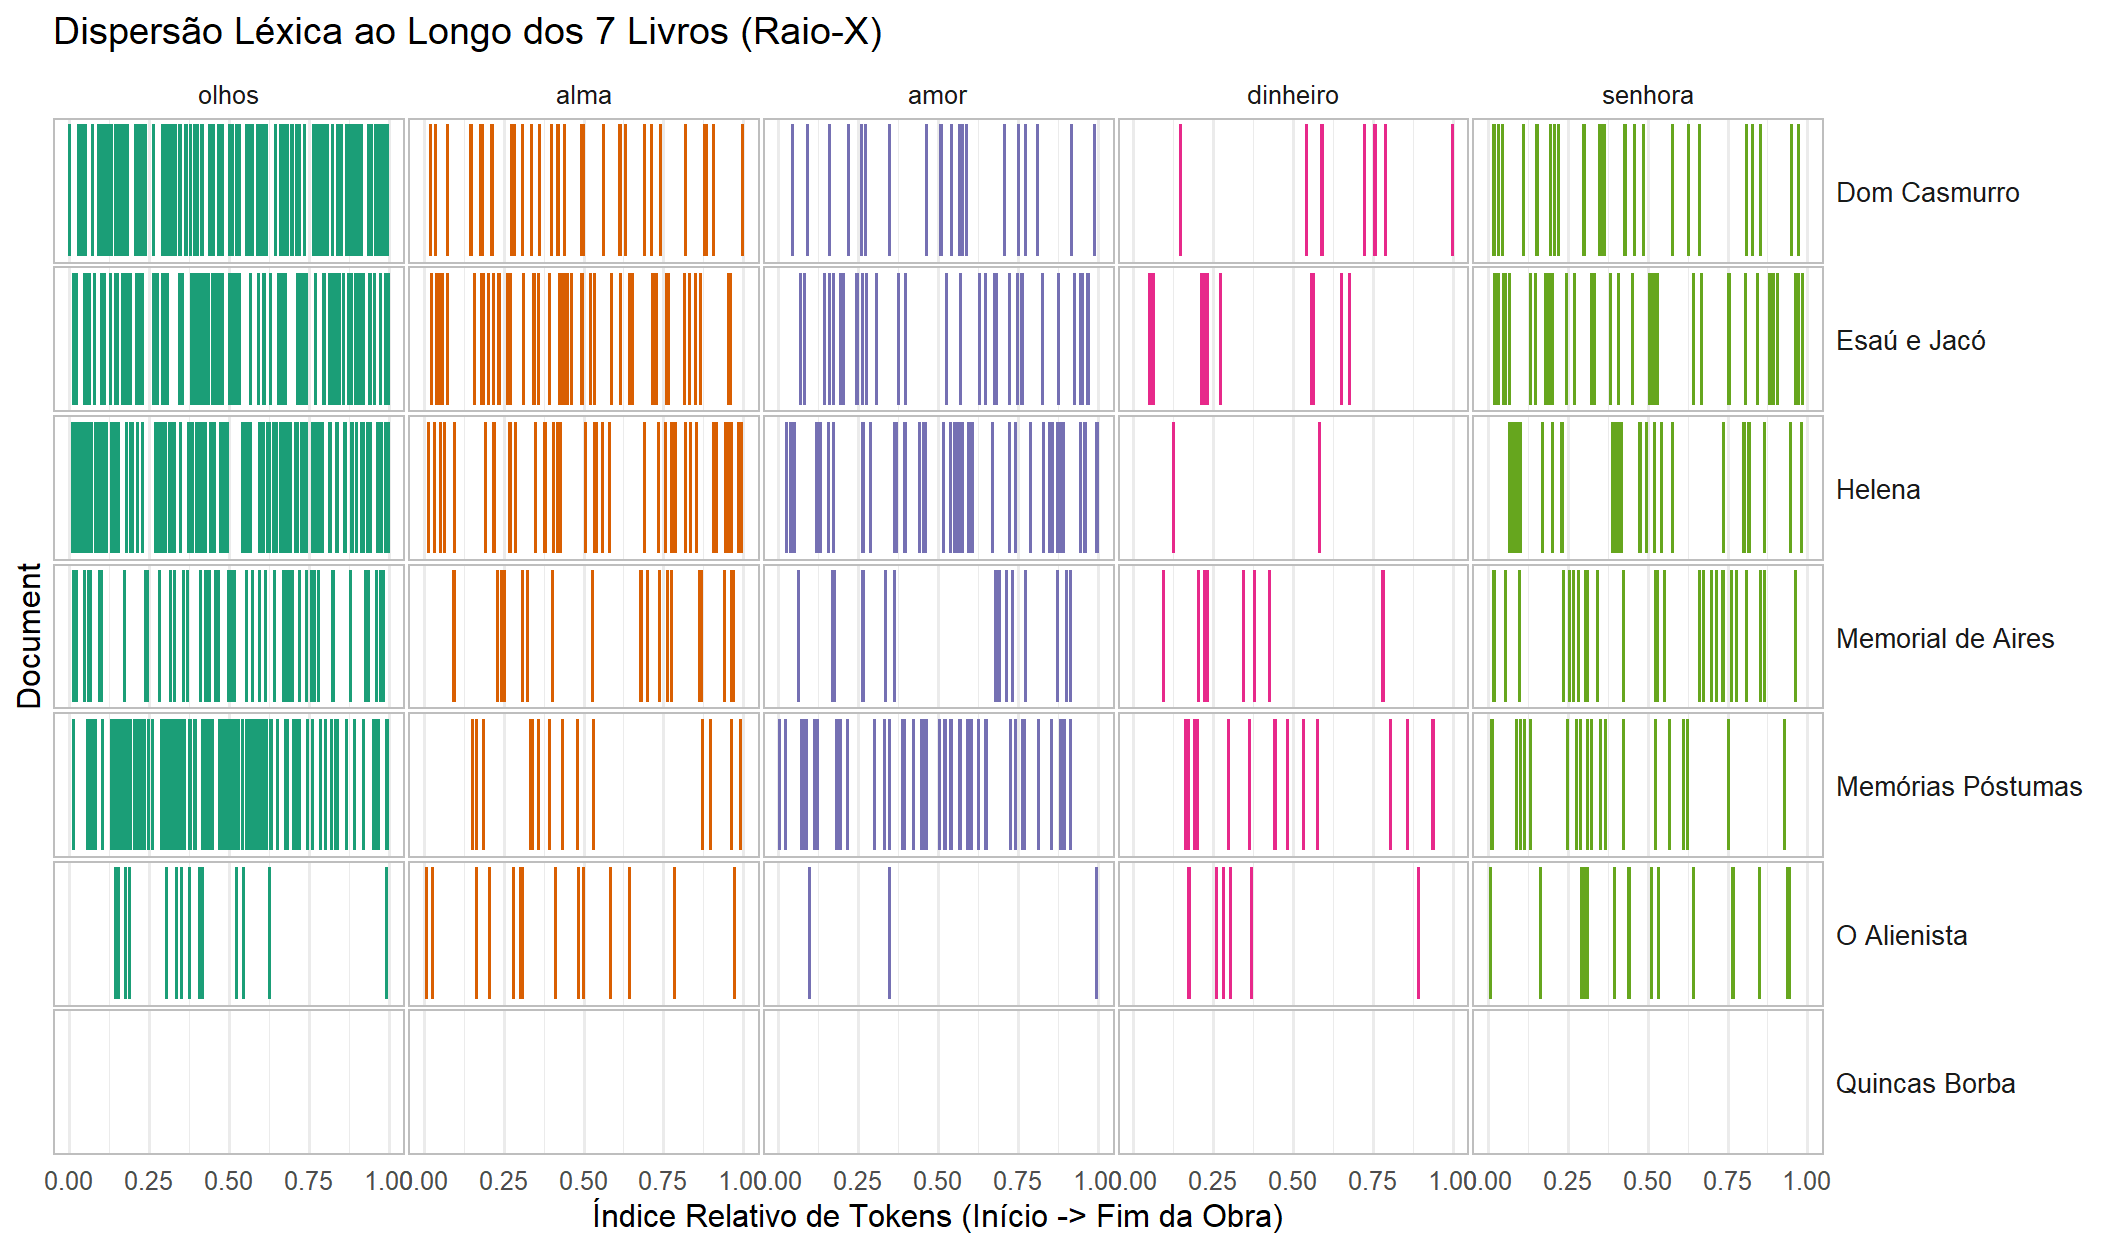 Dispersão Léxica ao Longo dos 7 Livros (Raio-X)
olhos alma amor dinheiro senhora
Dom Casmurro
Esaú e Jacó
Helena
Memorial de Aires
Memórias Póstumas
O Alienista
Quincas Borba
Document
0.00 0.25 0.50 0.75 1.00 0.00 0.25 0.50 0.75 1.00 0.00 0.25 0.50 0.75 1.00 0.00 0.25 0.50 0.75 1.00 0.00 0.25 0.50 0.75 1.00
Índice Relativo de Tokens (Início -> Fim da Obra)